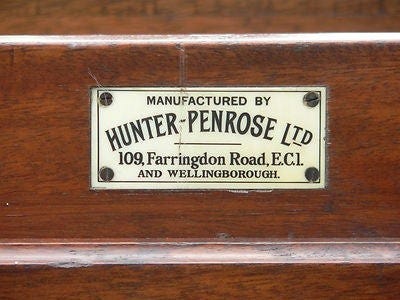 MANUFACTURED BY
HUNTER-PENROSE LTD
109, Farringdon Road, E.C.1.
AND WELLINGBOROUGH.